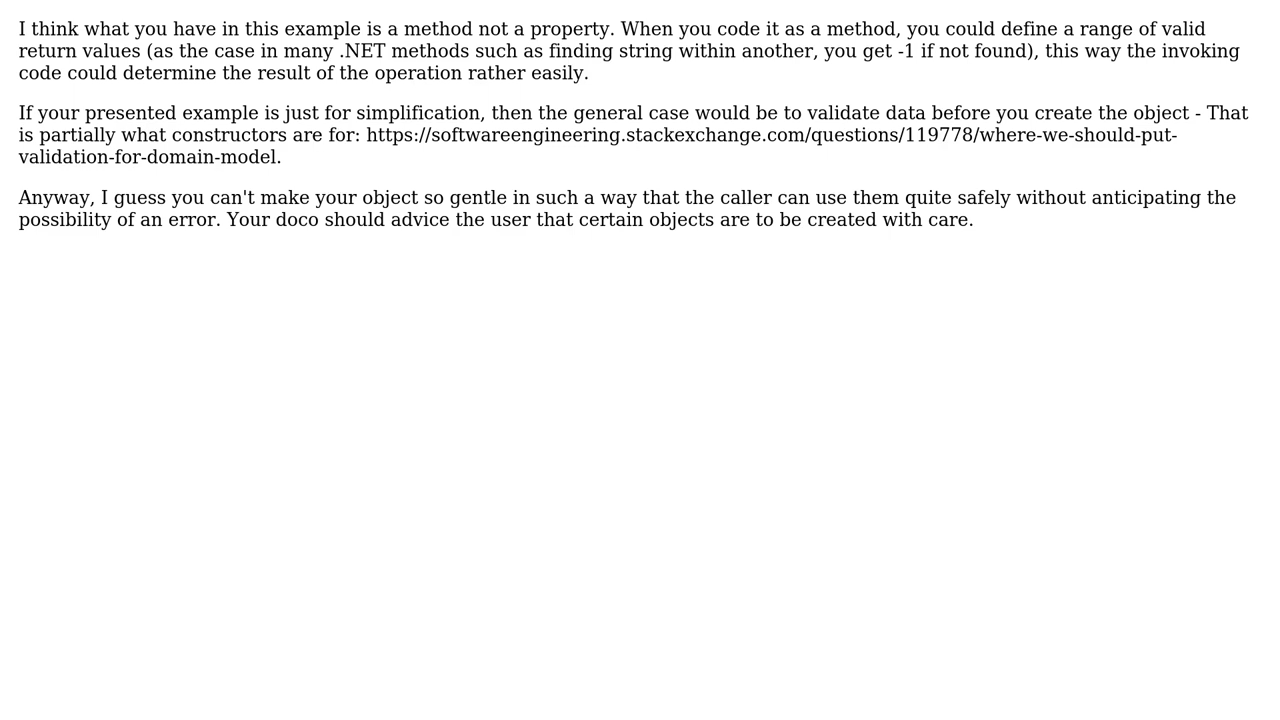 I think what you have in this example is a method not a property. When you code it as a method, you could define a range of valid
return values (as the case in many .NET methods such as finding string within another, you get -1 if not found), this way the invoking
code could determine the result of the operation rather easily.
If your presented example is just for simplification, then the general case would be to validate data before you create the object - That
is partially what constructors are for: https://softwareengineering.stackexchange.com/questions/119778/where-we-should-put-
validation-for-domain-model.
Anyway, I guess you can't make your object so gentle in such a way that the caller can use them quite safely without anticipating the
possibility of an error. Your doco should advice the user that certain objects are to be created with care.